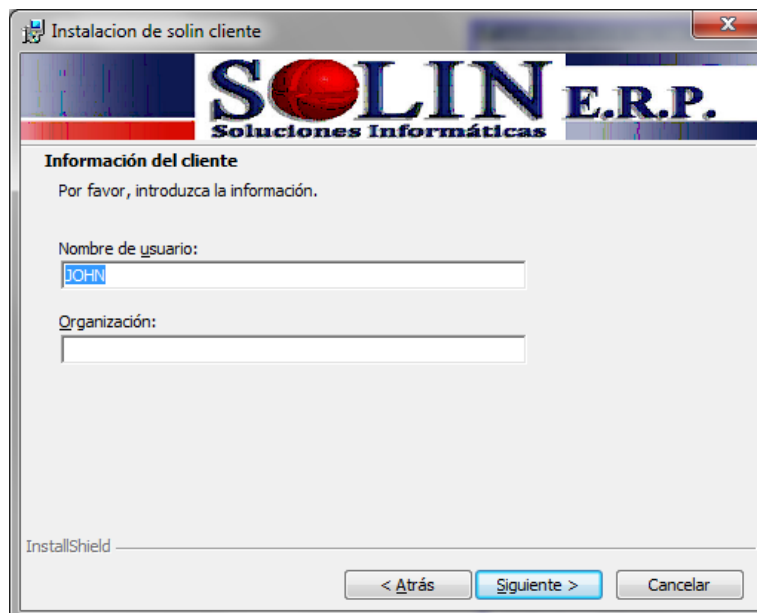 Instalacion de solin cliente
SOLIN E.R.P.
Soluciones Informáticas
Información del cliente
Por favor, introduzca la información.
Nombre de usuario:
JOHN
Organización:
InstallShield
< Atrás
Siguiente >
Cancelar